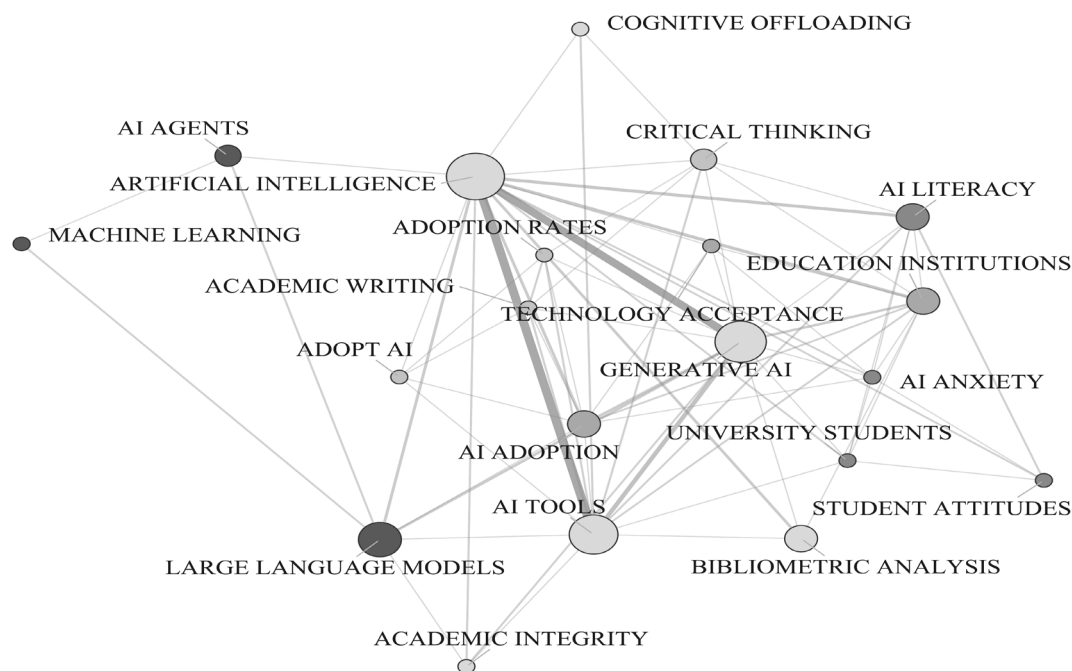 COGNITIVE OFFLOADING
AI AGENTS
CRITICAL THINKING
ARTIFICIAL INTELLIGENCE
AI LITERACY
ADOPTION RATES
MACHINE LEARNING
EDUCATION INSTITUTIONS
ACADEMIC WRITING
TECHNOLOGY ACCEPTANCE
ADOPT AI
GENERATIVE AI
AI ANXIETY
UNIVERSITY STUDENTS
AI ADOPTION
AI TOOLS
STUDENT ATTITUDES
LARGE LANGUAGE MODELS
BIBLIOMETRIC ANALYSIS
ACADEMIC INTEGRITY